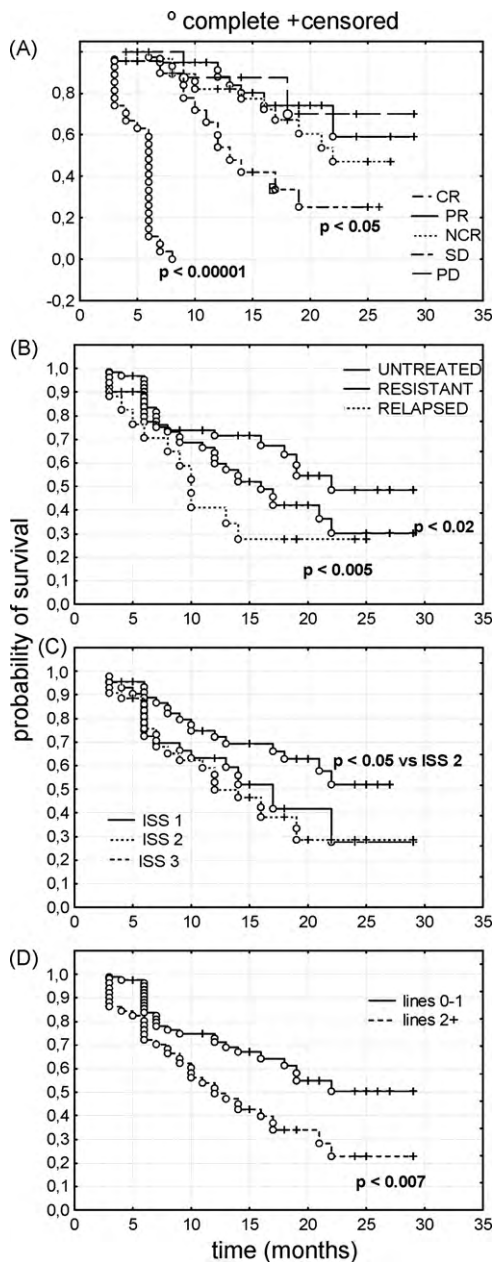 o complete +censored
(A)
0,8
0,6
0,4
0,2
0,0
-0,2
CR
PR
NCR
SD
PD
p < 0.05
p < 0.00001
0 5 10 15 20 25 30 35
(B)
1,0
0,9
0,8
0,7
0,6
0,5
0,4
0,3
0,2
0,1
0,0
UNTREATED
RESISTANT
RELAPSED
p < 0.02
p < 0.005
0 5 10 15 20 25 30 35
probability of survival
(C)
1,0
0,9
0,8
0,7
0,6
0,5
0,4
0,3
0,2
0,1
0,0
p < 0.05 vs ISS 2
ISS 1
ISS 2
ISS 3
0 5 10 15 20 25 30 35
(D)
1,0
0,9
0,8
0,7
0,6
0,5
0,4
0,3
0,2
0,1
0,0
lines 0-1
lines 2+
p < 0.007
0 5 10 15 20 25 30 35
time (months)